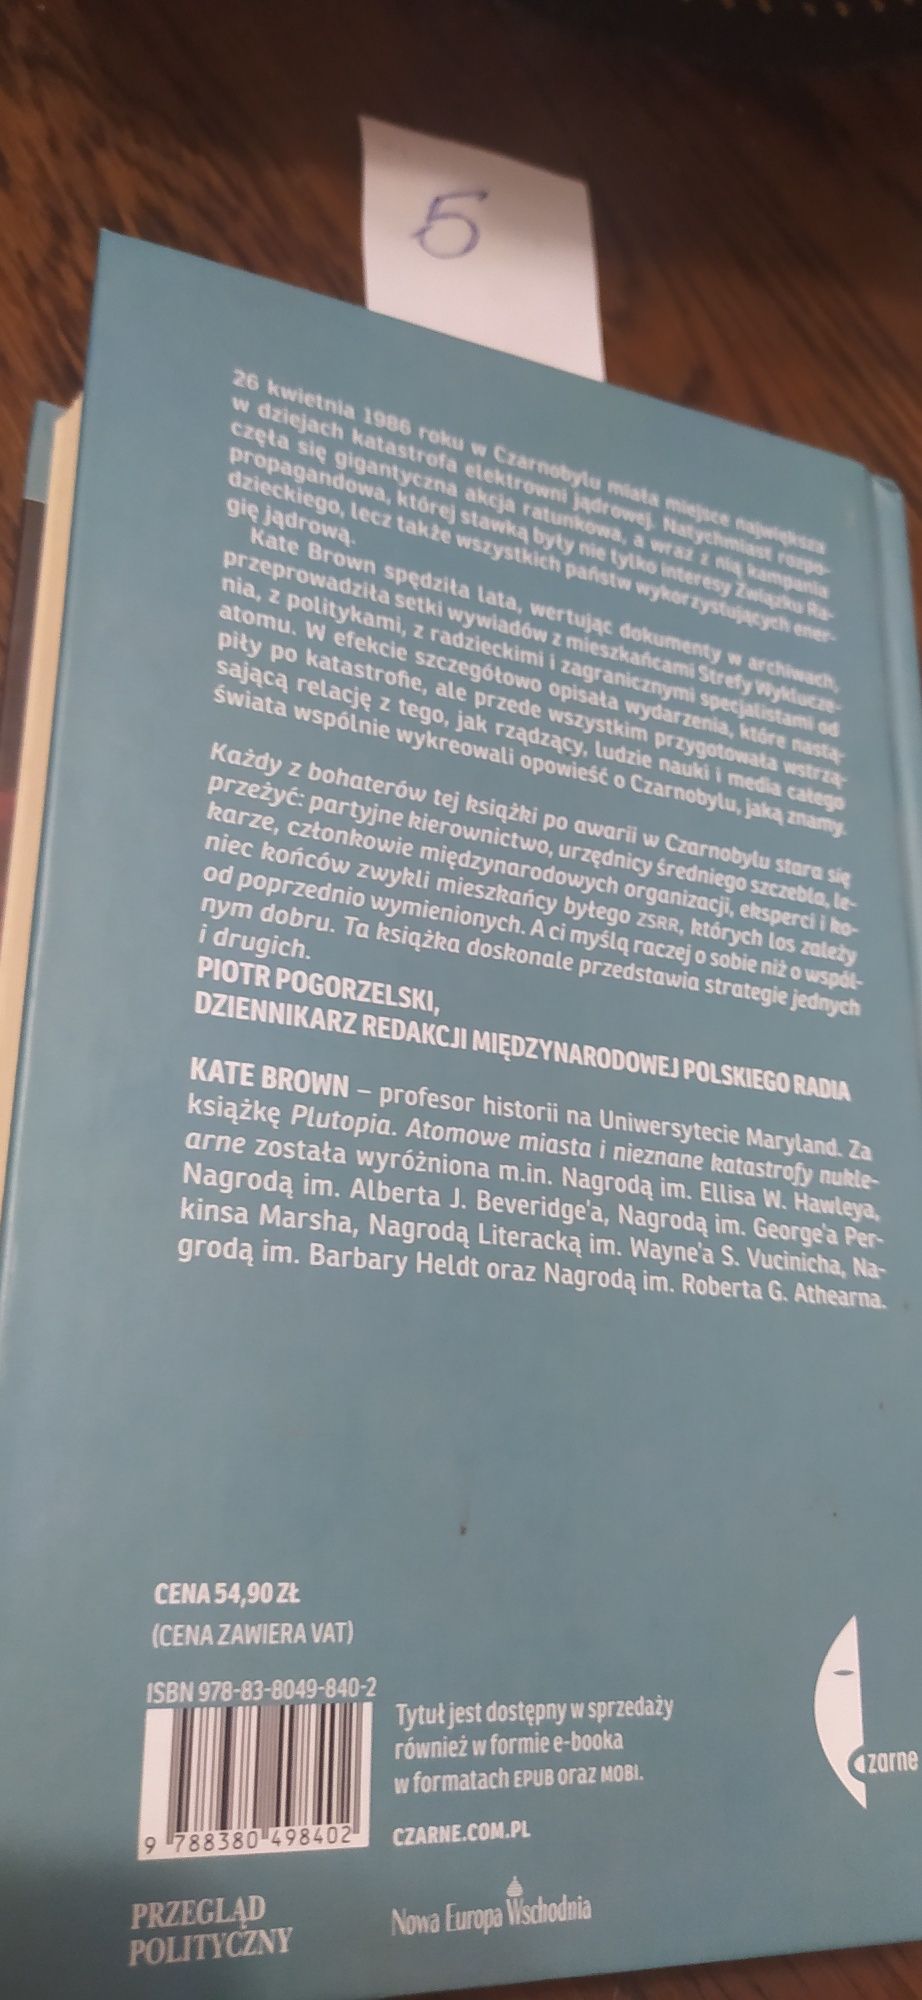 5
26 kwietnia 1986 roku w Czarnobylu miała miejsce największa
w dziejach katastrofa elektrowni jądrowej. Natychmiast rozpo-
częła się gigantyczna akcja ratunkowa, a wraz z nią kampania
propagandowa, której stawką były nie tylko interesy Związku Ra-
dzieckiego, lecz także wszystkich państw wykorzystujących ener-
gię jądrową.
Kate Brown spędziła lata, wertując dokumenty w archiwach,
przeprowadziła setki wywiadów z mieszkańcami Strefy Wyklucze-
nia, z politykami, z radzieckimi i zagranicznymi specjalistami od
atomu. W efekcie szczegółowo opisała wydarzenia, które nastą-
piły po katastrofie, ale przede wszystkim przygotowała wstrzą-
sającą relację z tego, jak rządzący, ludzie nauki i media całego
świata wspólnie wykreowali opowieść o Czarnobylu, jaką znamy.
Każdy z bohaterów tej książki po awarii w Czarnobylu stara się
przeżyć: partyjne kierownictwo, urzędnicy średniego szczebla, le-
karze, członkowie międzynarodowych organizacji, eksperci i ko-
niec końców zwykli mieszkańcy byłego ZSRR, których los zależy
od poprzednio wymienionych. A ci myślą raczej o sobie niż o wspól-
nym dobru. Ta książka doskonale przedstawia strategie jednych
i drugich.
PIOTR POGORZELSKI,
DZIENNIKARZ REDAKCJI MIĘDZYNARODOWEJ POLSKIEGO RADIA
KATE BROWN – profesor historii na Uniwersytecie Maryland. Za
książkę Plutopia. Atomowe miasta i nieznane katastrofy nukle-
arne została wyróżniona m.in. Nagrodą im. Ellisa W. Hawleya,
Nagrodą im. Alberta J. Beveridge'a, Nagrodą im. George'a Per-
kinsa Marsha, Nagrodą Literacką im. Wayne'a S. Vucinicha, Na-
grodą im. Barbary Heldt oraz Nagrodą im. Roberta G. Athearna.
CENA 54,90 ZŁ
(CENA ZAWIERA VAT)
ISBN 978-83-8049-840-2
9 788380 498402
Tytuł jest dostępny w sprzedaży
również w formie e-booka
w formatach EPUB oraz MOBI.
CZARNE.COM.PL
Czarne
PRZEGLĄD
POLITYCZNY
Nowa Europa Wschodnia